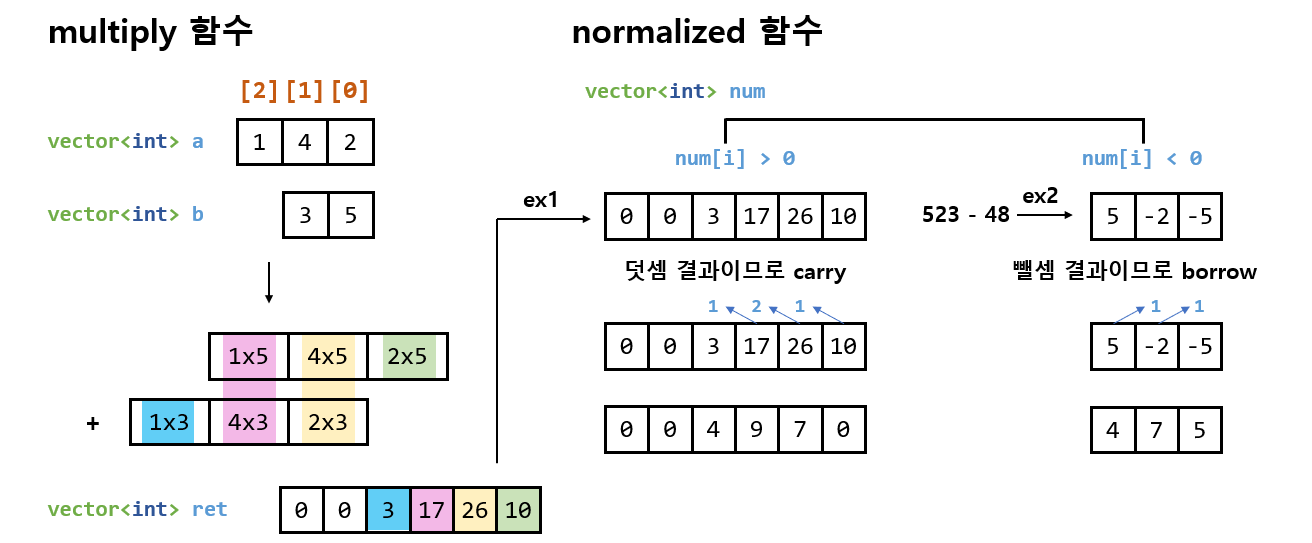 multiply 함수
[2] [1] [0]
vector<int> a
1 4 2
vector<int> b
3 5
1x5 4x5 2x5
+ 1x3 4x3 2x3
vector<int> ret
0 0 3 17 26 10
normalized 함수
vector<int> num
num[i] > 0
ex1
0 0 3 17 26 10
덧셈 결과이므로 carry
1 2 1
0 0 3 17 26 10
0 0 4 9 7 0
num[i] < 0
523 - 48 ex2
5 -2 -5
뺄셈 결과이므로 borrow
1 1
5 -2 -5
4 7 5